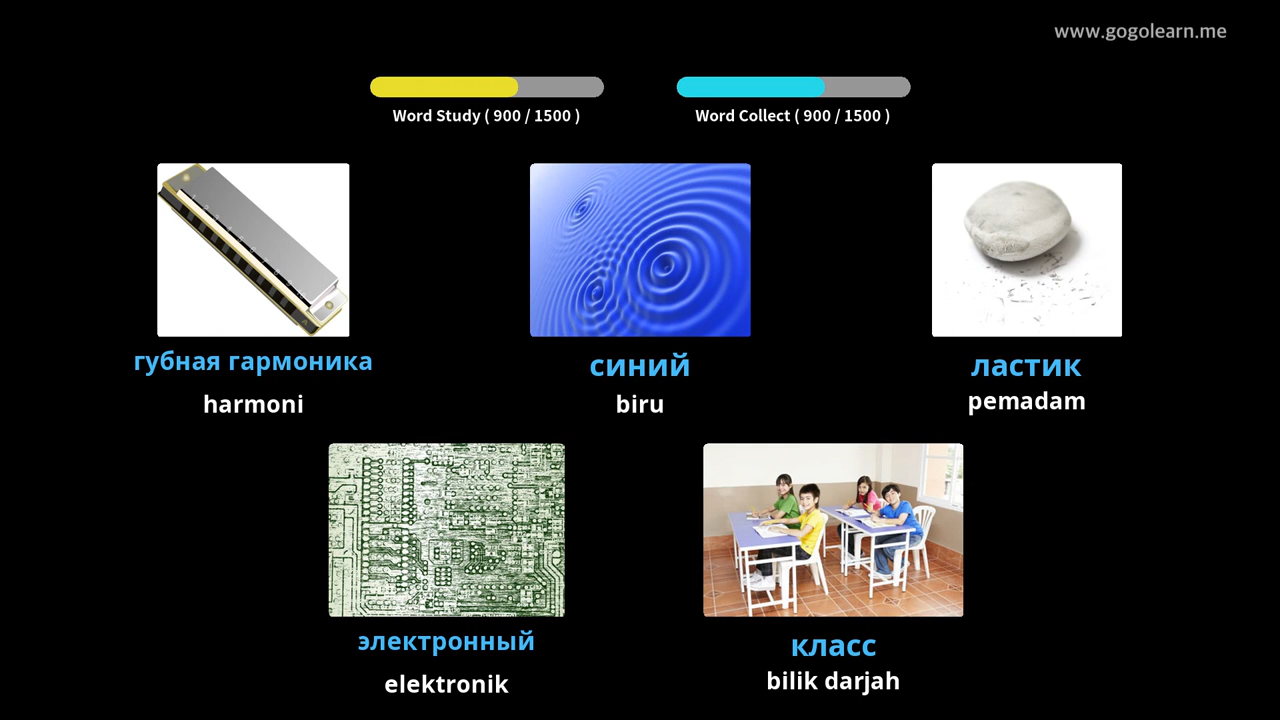 www.gogolearn.me
Word Study ( 900 / 1500 )
Word Collect ( 900 / 1500 )
губная гармоника
harmoni
синий
biru
ластик
pemadam
электронный
elektronik
класс
bilik darjah